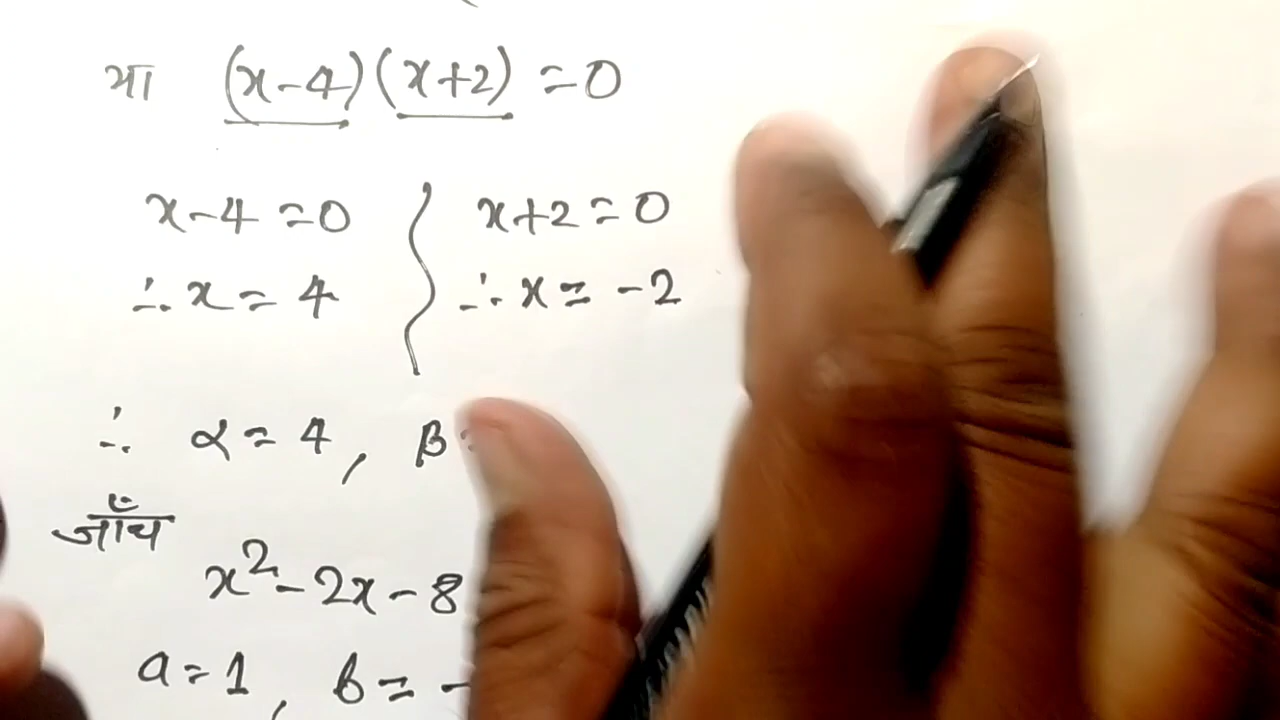 या (x-4)(x+2) =0
x-4 =0
∴ x = 4
x+2=0
∴ x = -2
∴ α = 4, β
जाँच
x²-2x-8
a=1, b= -